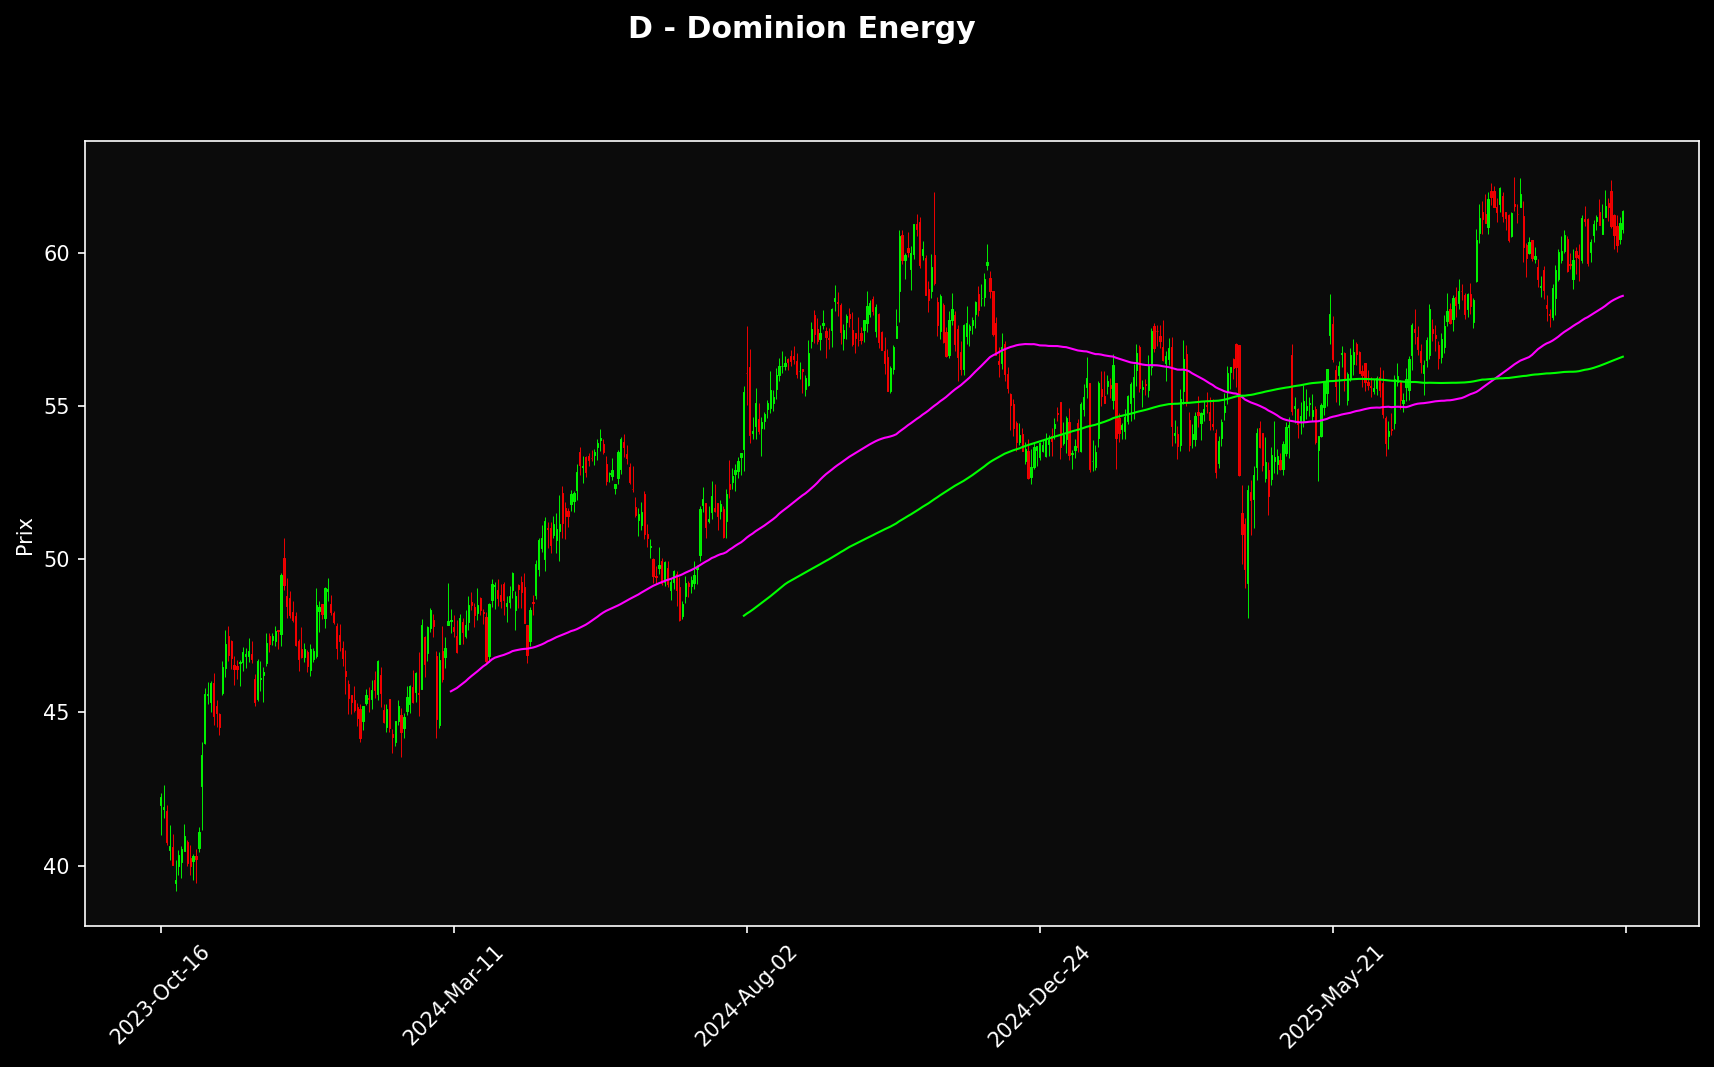 D - Dominion Energy
Prix
60
55
50
45
40
2023-Oct-16
2024-Mar-11
2024-Aug-02
2024-Dec-24
2025-May-21